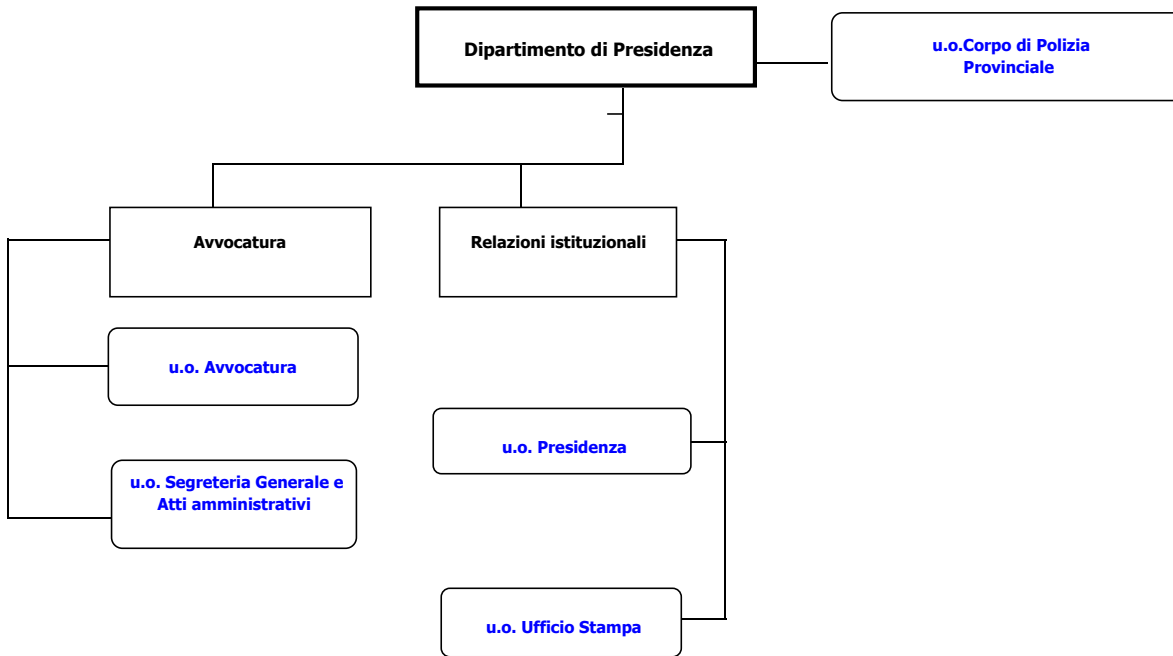 Dipartimento di Presidenza
u.o.Corpo di Polizia
Provinciale
Avvocatura
Relazioni istituzionali
u.o. Avvocatura
u.o. Presidenza
u.o. Segreteria Generale e
Atti amministrativi
u.o. Ufficio Stampa